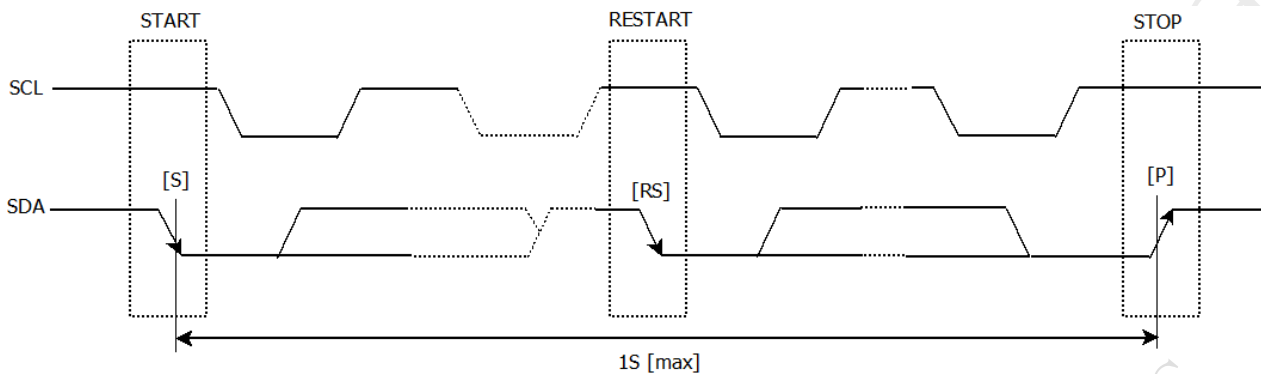 START RESTART STOP
SCL
[S] [RS] [P]
SDA
1S [max]